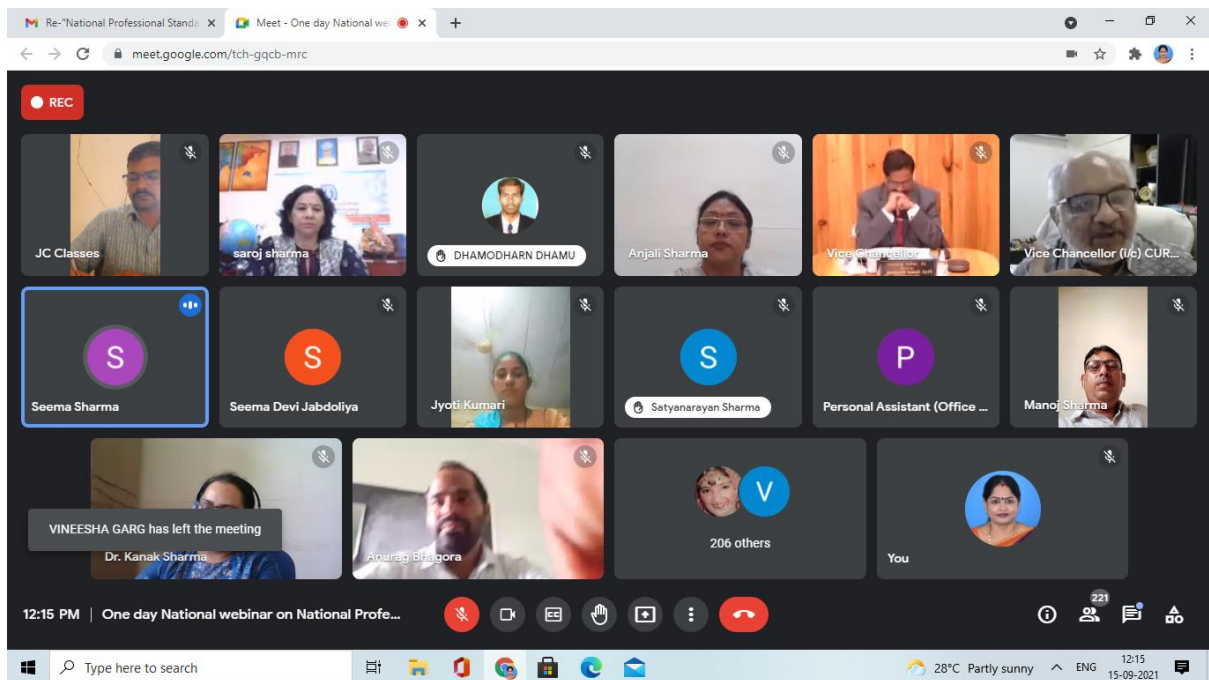 Re-"National Professional Standa
Meet - One day National we
meet.google.com/tch-gqcb-mrc
REC
JC Classes
saroj sharma
DHAMODHARN DHAMU
Anjali Sharma
Vice Chancellor
Vice Chancellor (i/c) CUR...
S
Seema Sharma
S
Seema Devi Jabdoliya
Jyoti Kumari
S
Satyanarayan Sharma
P
Personal Assistant (Office ...
Manoj Sharma
VINEESHA GARG has left the meeting
Dr. Kanak Sharma
Anurag Bhagora
V
206 others
You
12:15 PM | One day National webinar on National Profe...
CC
221
Type here to search
28°C Partly sunny
ENG
12:15
15-09-2021